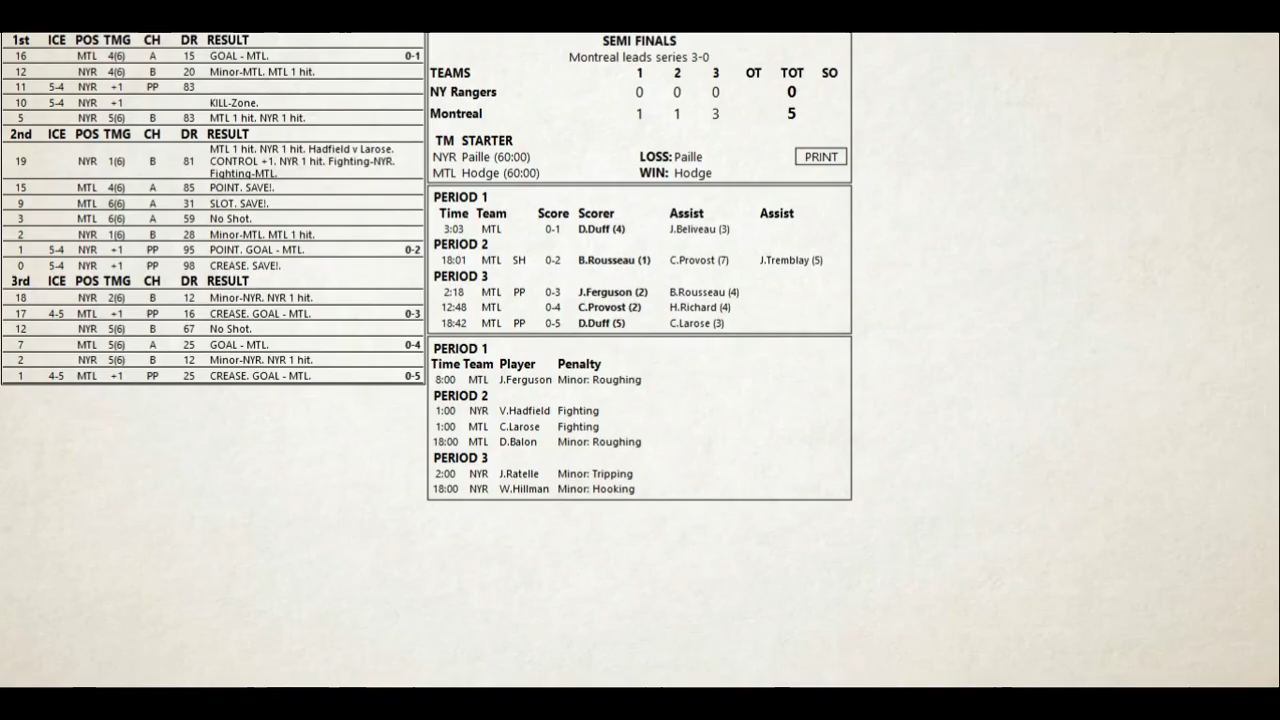 1st ICE POS TMG CH DR RESULT
16 MTL 4(6) A 15 GOAL - MTL. 0-1
12 NYR 4(6) B 20 Minor-MTL. MTL 1 hit.
11 5-4 NYR +1 PP 83
10 5-4 NYR +1 KILL-Zone.
5 NYR 5(6) B 83 MTL 1 hit. NYR 1 hit.
2nd ICE POS TMG CH DR RESULT
MTL 1 hit. NYR 1 hit. Hadfield v Larose.
19 NYR 1(6) B 81 CONTROL +1. NYR 1 hit. Fighting-NYR.
Fighting-MTL.
15 MTL 4(6) A 85 POINT. SAVE!.
9 MTL 6(6) A 31 SLOT. SAVE!.
3 MTL 6(6) A 59 No Shot.
2 NYR 1(6) B 28 Minor-MTL. MTL 1 hit.
1 5-4 NYR +1 PP 95 POINT. GOAL - MTL. 0-2
0 5-4 NYR +1 PP 98 CREASE. SAVE!.
3rd ICE POS TMG CH DR RESULT
18 NYR 2(6) B 12 Minor-NYR. NYR 1 hit.
17 4-5 MTL +1 PP 16 CREASE. GOAL - MTL. 0-3
12 NYR 5(6) B 67 No Shot.
7 MTL 5(6) A 25 GOAL - MTL. 0-4
2 NYR 5(6) B 12 Minor-NYR. NYR 1 hit.
1 4-5 MTL +1 PP 25 CREASE. GOAL - MTL. 0-5
SEMI FINALS
Montreal leads series 3-0
TEAMS 1 2 3 OT TOT SO
NY Rangers 0 0 0 0
Montreal 1 1 3 5
TM STARTER
NYR Paille (60:00) LOSS: Paille PRINT
MTL Hodge (60:00) WIN: Hodge
PERIOD 1
Time Team Score Scorer Assist Assist
3:03 MTL 0-1 D.Duff (4) J.Beliveau (3)
PERIOD 2
18:01 MTL SH 0-2 B.Rousseau (1) C.Provost (7) J.Tremblay (5)
PERIOD 3
2:18 MTL PP 0-3 J.Ferguson (2) B.Rousseau (4)
12:48 MTL 0-4 C.Provost (2) H.Richard (4)
18:42 MTL PP 0-5 D.Duff (5) C.Larose (3)
PERIOD 1
Time Team Player Penalty
8:00 MTL J.Ferguson Minor: Roughing
PERIOD 2
1:00 NYR V.Hadfield Fighting
1:00 MTL C.Larose Fighting
18:00 MTL D.Balon Minor: Roughing
PERIOD 3
2:00 NYR J.Ratelle Minor: Tripping
18:00 NYR W.Hillman Minor: Hooking